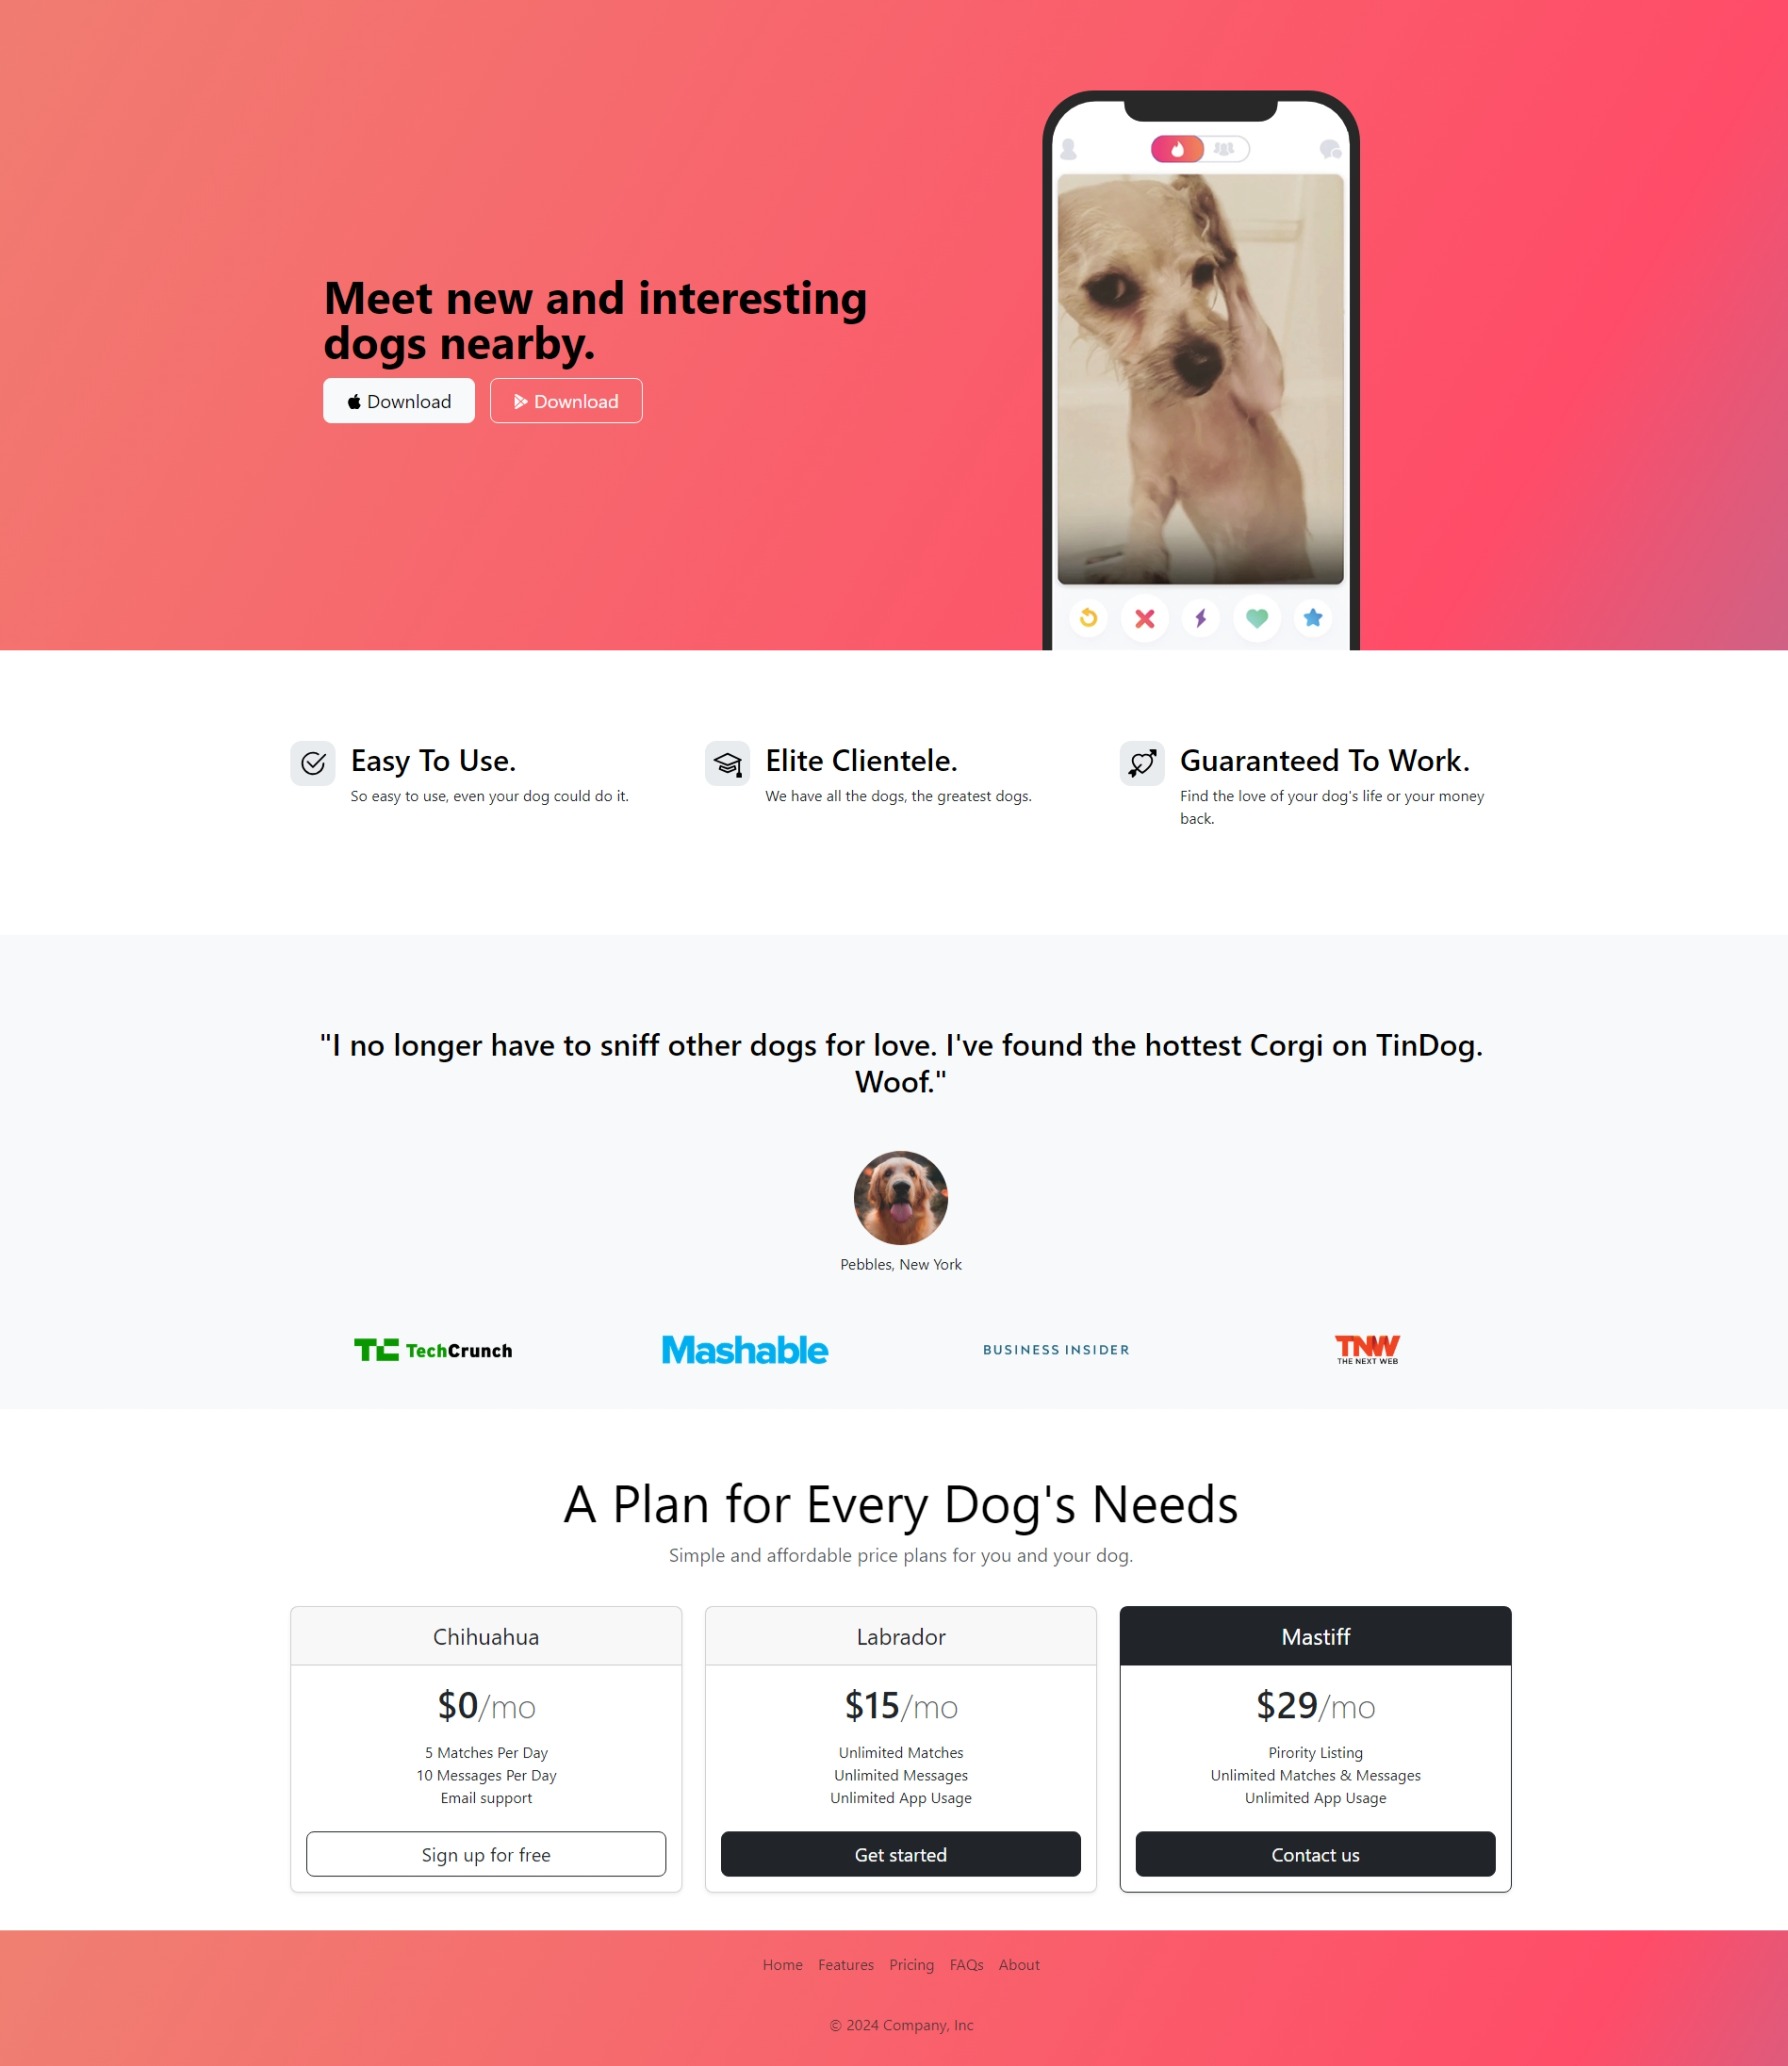 Meet new and interesting
dogs nearby.
Download
Download
Easy To Use.
So easy to use, even your dog could do it.
Elite Clientele.
We have all the dogs, the greatest dogs.
Guaranteed To Work.
Find the love of your dog's life or your money
back.
"I no longer have to sniff other dogs for love. I've found the hottest Corgi on TinDog.
Woof."
Pebbles, New York
TC TechCrunch
Mashable
BUSINESS INSIDER
TNW
THE NEXT WEB
A Plan for Every Dog's Needs
Simple and affordable price plans for you and your dog.
Chihuahua
$0/mo
5 Matches Per Day
10 Messages Per Day
Email support
Sign up for free
Labrador
$15/mo
Unlimited Matches
Unlimited Messages
Unlimited App Usage
Get started
Mastiff
$29/mo
Pirority Listing
Unlimited Matches & Messages
Unlimited App Usage
Contact us
Home Features Pricing FAQs About
© 2024 Company, Inc